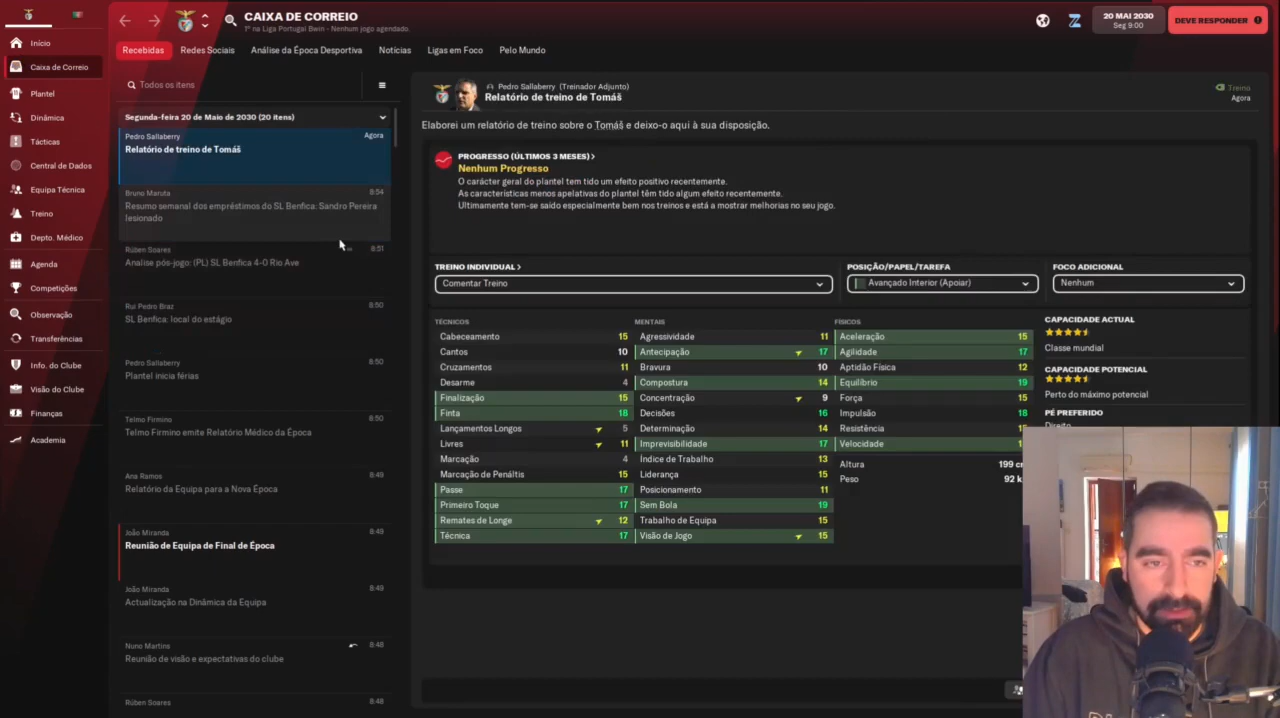 CAIXA DE CORREIO
1º na Liga Portugal Bwin - Nenhum jogo agendado.
20 MAI 2030
Seg 9:00
DEVE RESPONDER
Início
Caixa de Correio
Plantel
Dinâmica
Tácticas
Central de Dados
Equipa Técnica
Treino
Depto. Médico
Agenda
Competições
Observação
Transferências
Info. do Clube
Visão do Clube
Finanças
Academia
Recebidas
Redes Sociais
Análise da Época Desportiva
Notícias
Ligas em Foco
Pelo Mundo
Todos os itens
Segunda-feira 20 de Maio de 2030 (20 itens)
Pedro Sallaberry Agora
Relatório de treino de Tomáš
Bruno Maruta 8:54
Resumo semanal dos empréstimos do SL Benfica: Sandro Pereira
lesionado
Rúben Soares 8:51
Análise pós-jogo: (PL) SL Benfica 4-0 Rio Ave
Rui Pedro Braz 8:50
SL Benfica: local do estágio
Pedro Sallaberry 8:50
Plantel inicia férias
Telmo Firmino 8:50
Telmo Firmino emite Relatório Médico da Época
Ana Ramos 8:49
Relatório da Equipa para a Nova Época
João Miranda 8:49
Reunião de Equipa de Final de Época
João Miranda 8:49
Actualização na Dinâmica da Equipa
Nuno Martins 8:48
Reunião de visão e expectativas do clube
Rúben Soares 8:48
Pedro Sallaberry (Treinador Adjunto)
Relatório de treino de Tomáš
Treino
Agora
Elaborei um relatório de treino sobre o Tomáš e deixo-o aqui à sua disposição.
PROGRESSO (ÚLTIMOS 3 MESES)
Nenhum Progresso
O carácter geral do plantel tem tido um efeito positivo recentemente.
As características menos apelativas do plantel têm tido algum efeito recentemente.
Ultimamente tem-se saído especialmente bem nos treinos e está a mostrar melhorias no seu jogo.
TREINO INDIVIDUAL
Comentar Treino
POSIÇÃO/PAPEL/TAREFA
Avançado Interior (Apoiar)
FOCO ADICIONAL
Nenhum
TÉCNICOS
Cabeceamento 15
Cantos 10
Cruzamentos 11
Desarme 4
Finalização 15
Finta 18
Lançamentos Longos 5
Livres 11
Marcação 4
Marcação de Penáltis 15
Passe 17
Primeiro Toque 17
Remates de Longe 12
Técnica 17
MENTAIS
Agressividade 11
Antecipação 17
Bravura 10
Compostura 14
Concentração 9
Decisões 16
Determinação 14
Imprevisibilidade 17
Índice de Trabalho 13
Liderança 15
Posicionamento 11
Sem Bola 19
Trabalho de Equipa 15
Visão de Jogo 15
FÍSICOS
Aceleração 15
Agilidade 17
Aptidão Física 12
Equilíbrio 19
Força 15
Impulsão 18
Resistência
Velocidade
Altura 199
Peso 92
CAPACIDADE ACTUAL
Classe mundial
CAPACIDADE POTENCIAL
Perto do máximo potencial
PÉ PREFERIDO
Direito